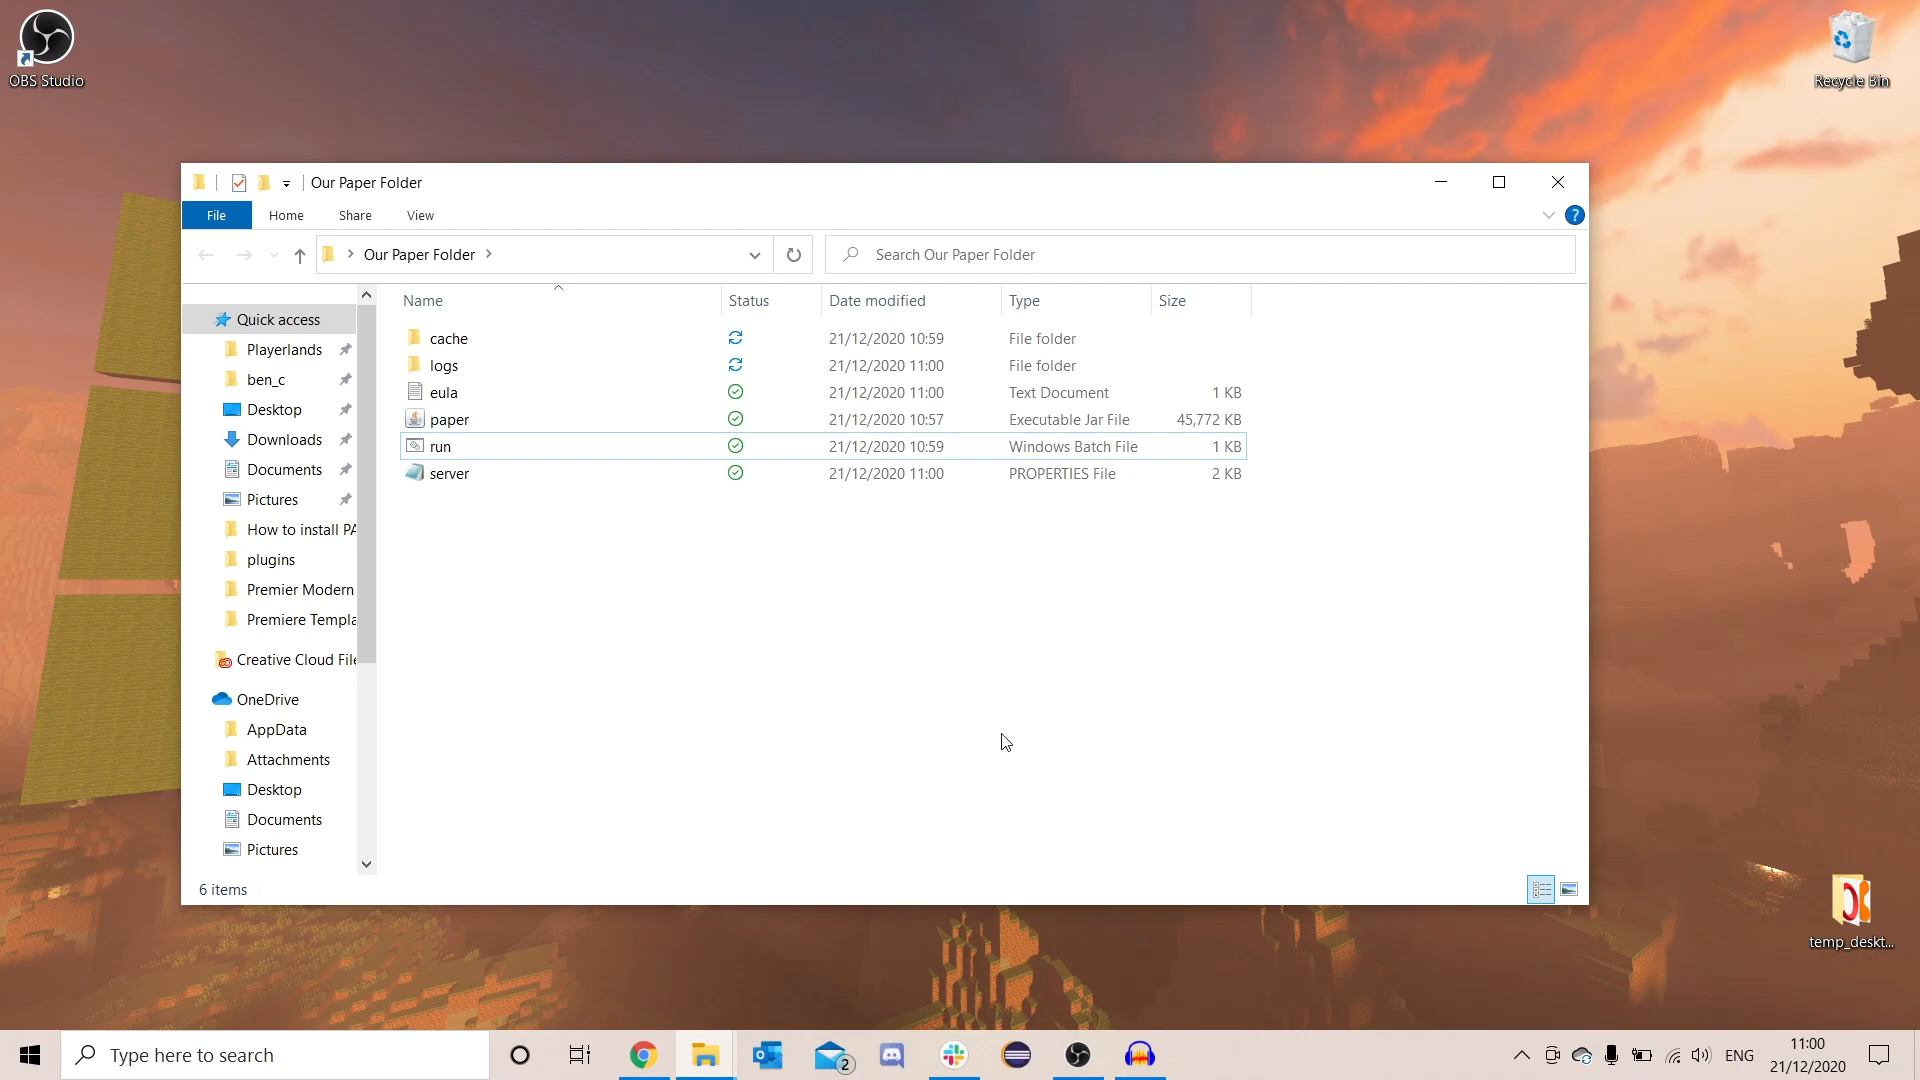 OBS Studio
Recycle Bin
Our Paper Folder
File Home Share View
Our Paper Folder
Search Our Paper Folder
Name Status Date modified Type Size
cache 21/12/2020 10:59 File folder
logs 21/12/2020 11:00 File folder
eula 21/12/2020 11:00 Text Document 1 KB
paper 21/12/2020 10:57 Executable Jar File 45,772 KB
run 21/12/2020 10:59 Windows Batch File 1 KB
server 21/12/2020 11:00 PROPERTIES File 2 KB
Quick access
Playerlands
ben_c
Desktop
Downloads
Documents
Pictures
How to install PA
plugins
Premier Modern
Premiere Templa
Creative Cloud File
OneDrive
AppData
Attachments
Desktop
Documents
Pictures
6 items
temp_deskt...
Type here to search
2
ENG
11:00
21/12/2020